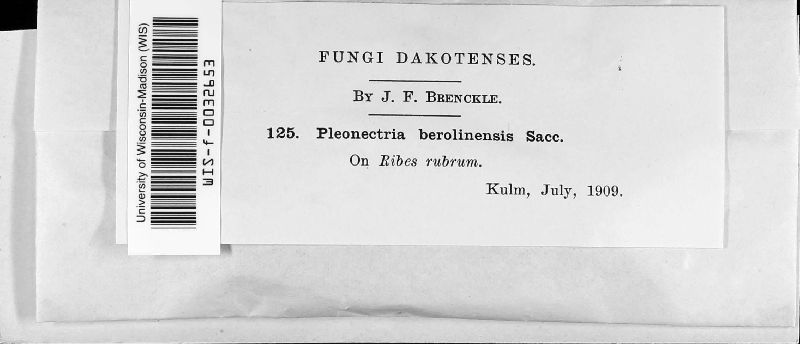 FUNGI DAKOTENSES.
By J. F. Brenckle.
125. Pleonectria berolinensis Sacc.
On Ribes rubrum.
Kulm, July, 1909.
University of Wisconsin-Madison (WIS)
WIS-f-0032563